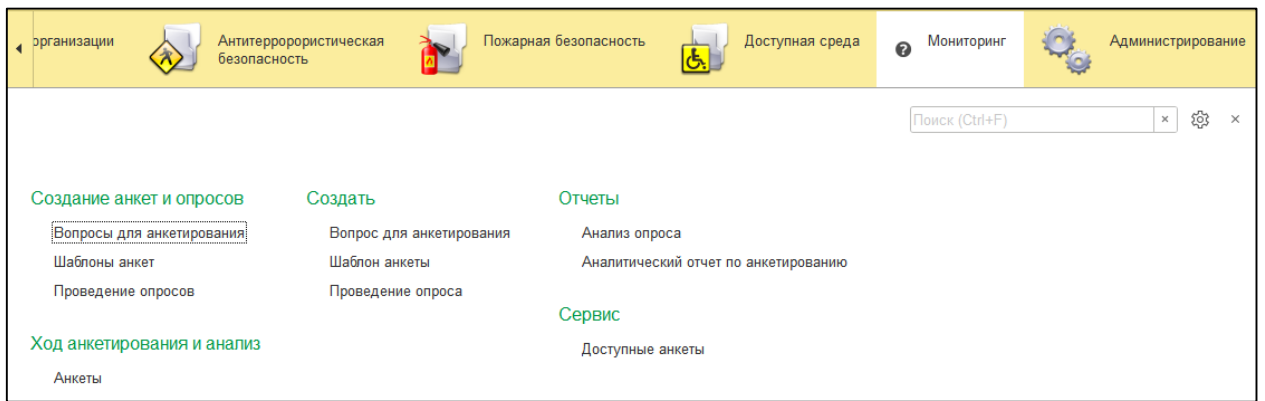 организации
Антитерропористическая
безопасность
Пожарная безопасность
Доступная среда
Мониторинг
Администрирование
Поиск (Ctrl+F)
Создание анкет и опросов
Вопросы для анкетирования
Шаблоны анкет
Проведение опросов
Ход анкетирования и анализ
Анкеты
Создать
Вопрос для анкетирования
Шаблон анкеты
Проведение опроса
Отчеты
Анализ опроса
Аналитический отчет по анкетированию
Сервис
Доступные анкеты